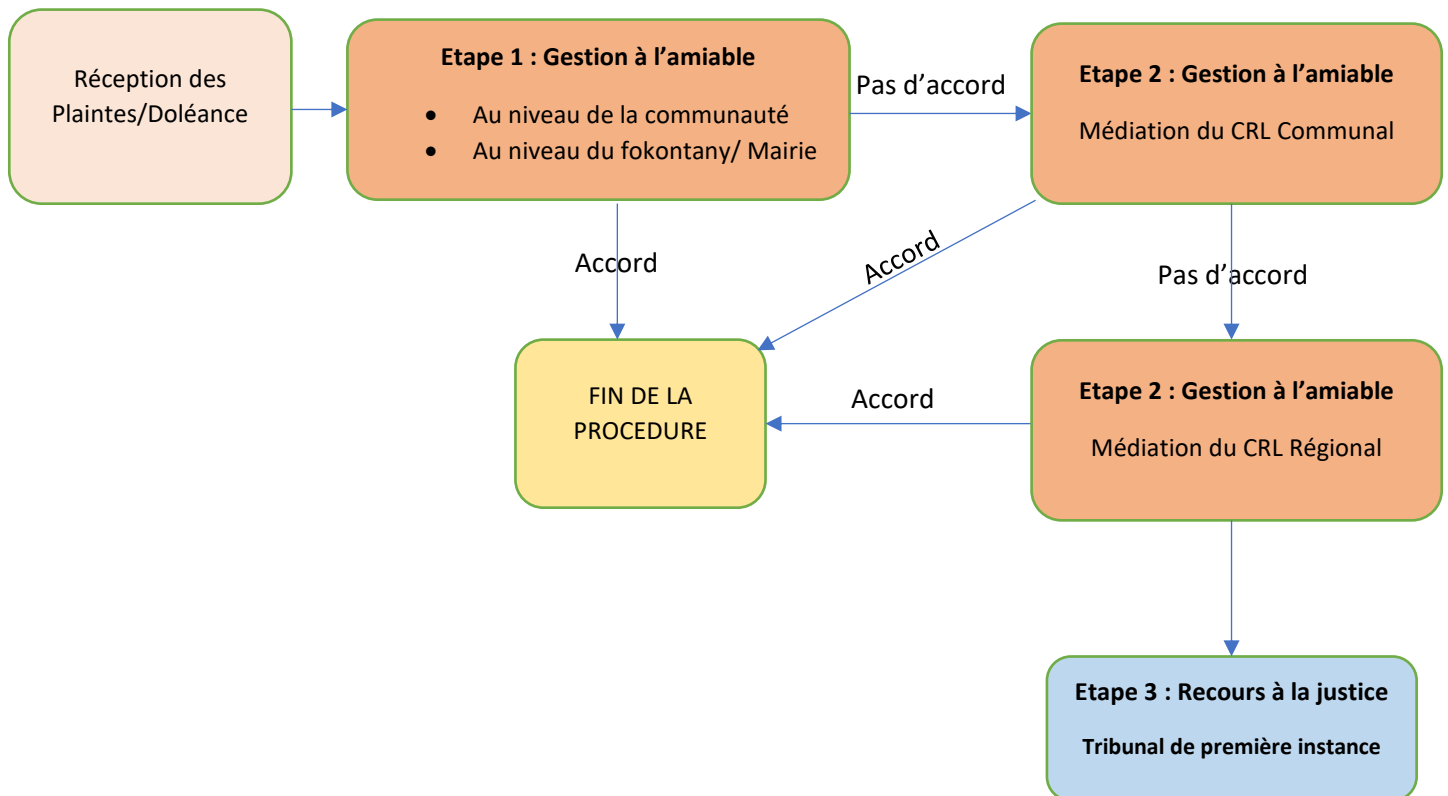 Réception des
Plaintes/Doléance
Etape 1 : Gestion à l’amiable
• Au niveau de la communauté
• Au niveau du fokontany/ Mairie
Pas d’accord
Etape 2 : Gestion à l’amiable
Médiation du CRL Communal
Accord
Accord
Pas d’accord
FIN DE LA
PROCEDURE
Accord
Etape 2 : Gestion à l’amiable
Médiation du CRL Régional
Etape 3 : Recours à la justice
Tribunal de première instance